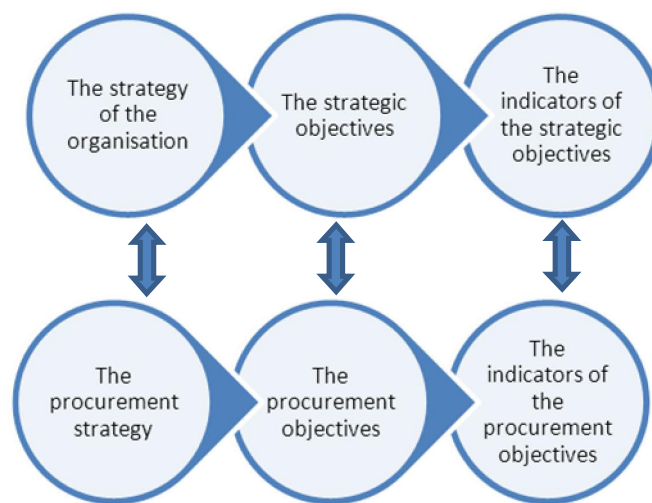 The strategy
of the
organisation
The strategic
objectives
The
indicators of
the strategic
objectives
The
procurement
strategy
The
procurement
objectives
The
indicators of
the
procurement
objectives